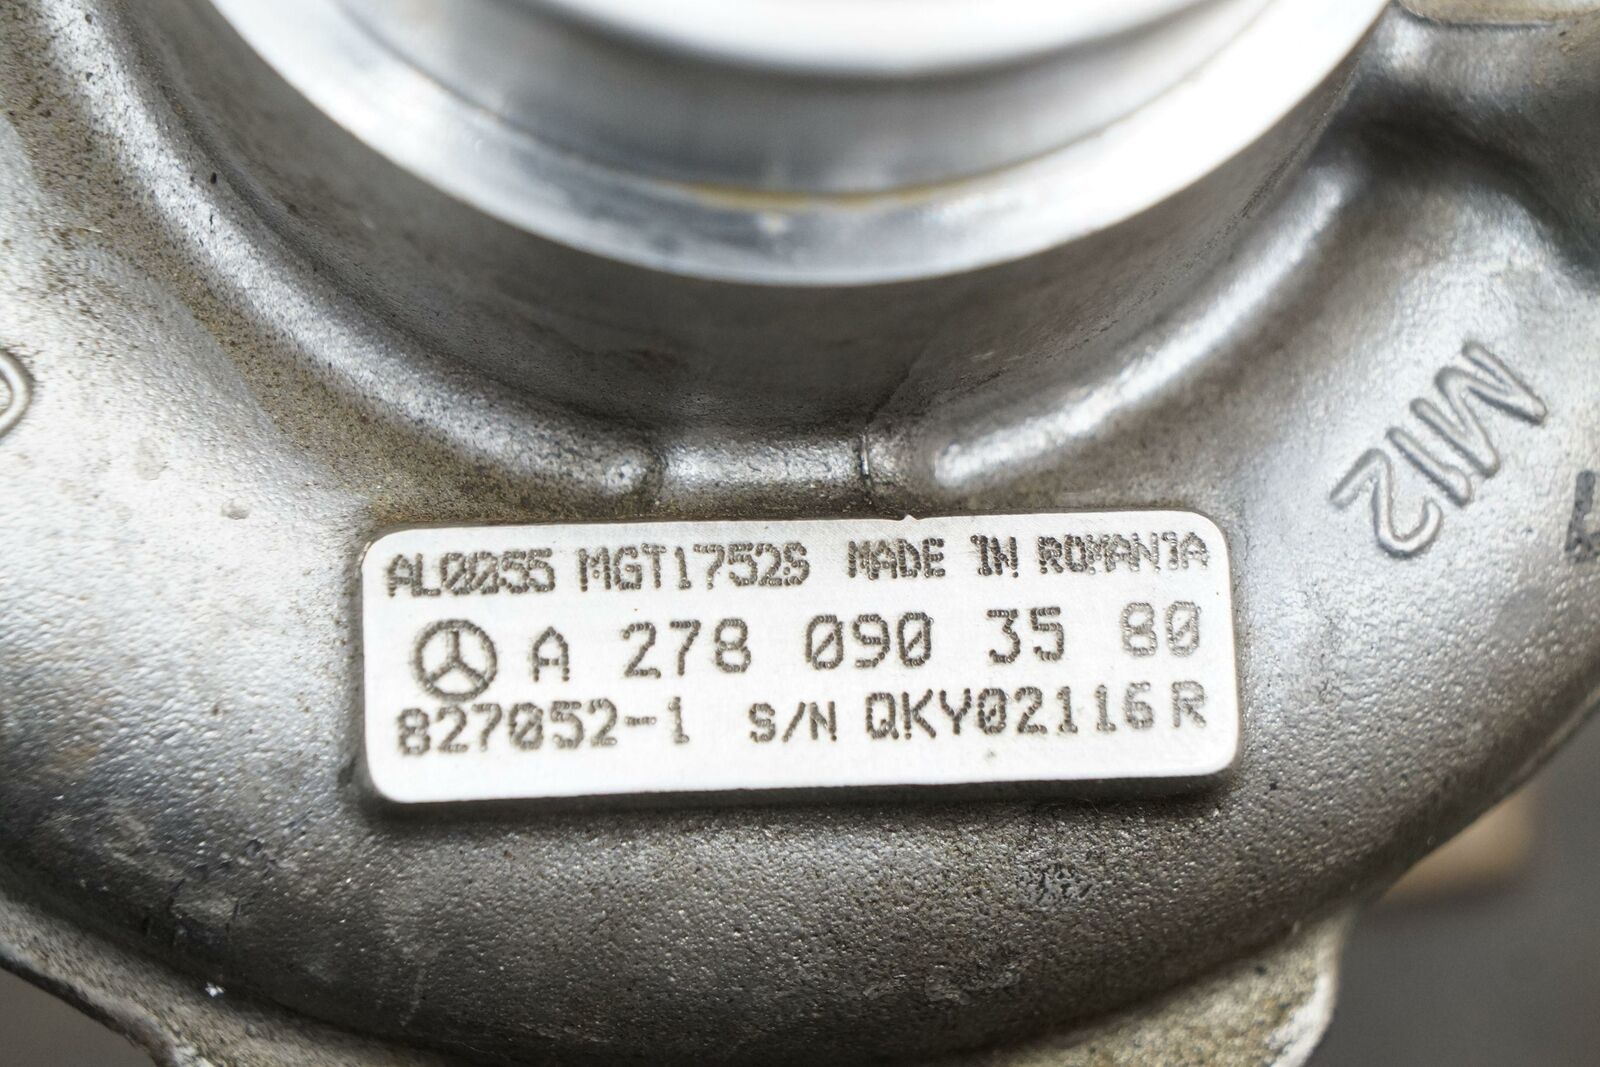 AL0055 MGT1752S MADE IN ROMANIA
A 278 090 35 80
827052-1 S/N QKY02116R
M12